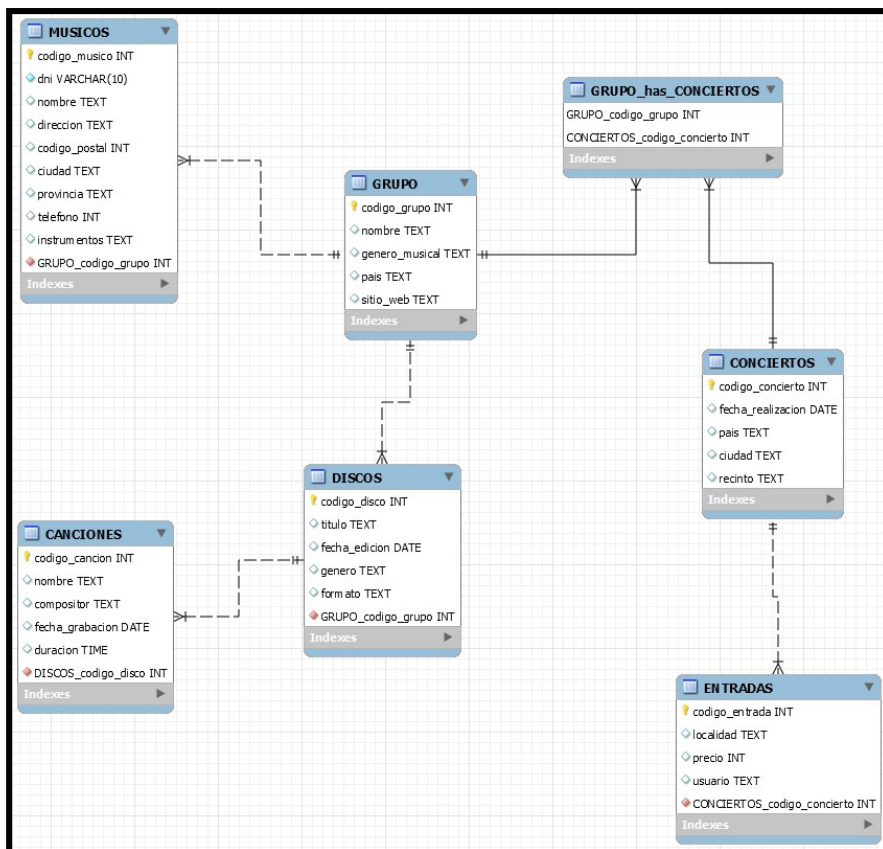 MUSICOS
codigo_musico INT
dni VARCHAR(10)
nombre TEXT
direccion TEXT
codigo_postal INT
ciudad TEXT
provincia TEXT
telefono INT
instrumentos TEXT
GRUPO_codigo_grupo INT
Indexes
GRUPO_has_CONCIERTOS
GRUPO_codigo_grupo INT
CONCIERTOS_codigo_concierto INT
Indexes
GRUPO
codigo_grupo INT
nombre TEXT
genero_musical TEXT
pais TEXT
sitio_web TEXT
Indexes
CONCIERTOS
codigo_concierto INT
fecha_realizacion DATE
pais TEXT
ciudad TEXT
recinto TEXT
Indexes
DISCOS
codigo_disco INT
titulo TEXT
fecha_edicion DATE
genero TEXT
formato TEXT
GRUPO_codigo_grupo INT
Indexes
CANCIONES
codigo_cancion INT
nombre TEXT
compositor TEXT
fecha_grabacion DATE
duracion TIME
DISCOS_codigo_disco INT
Indexes
ENTRADAS
codigo_entrada INT
localidad TEXT
precio INT
usuario TEXT
CONCIERTOS_codigo_concierto INT
Indexes